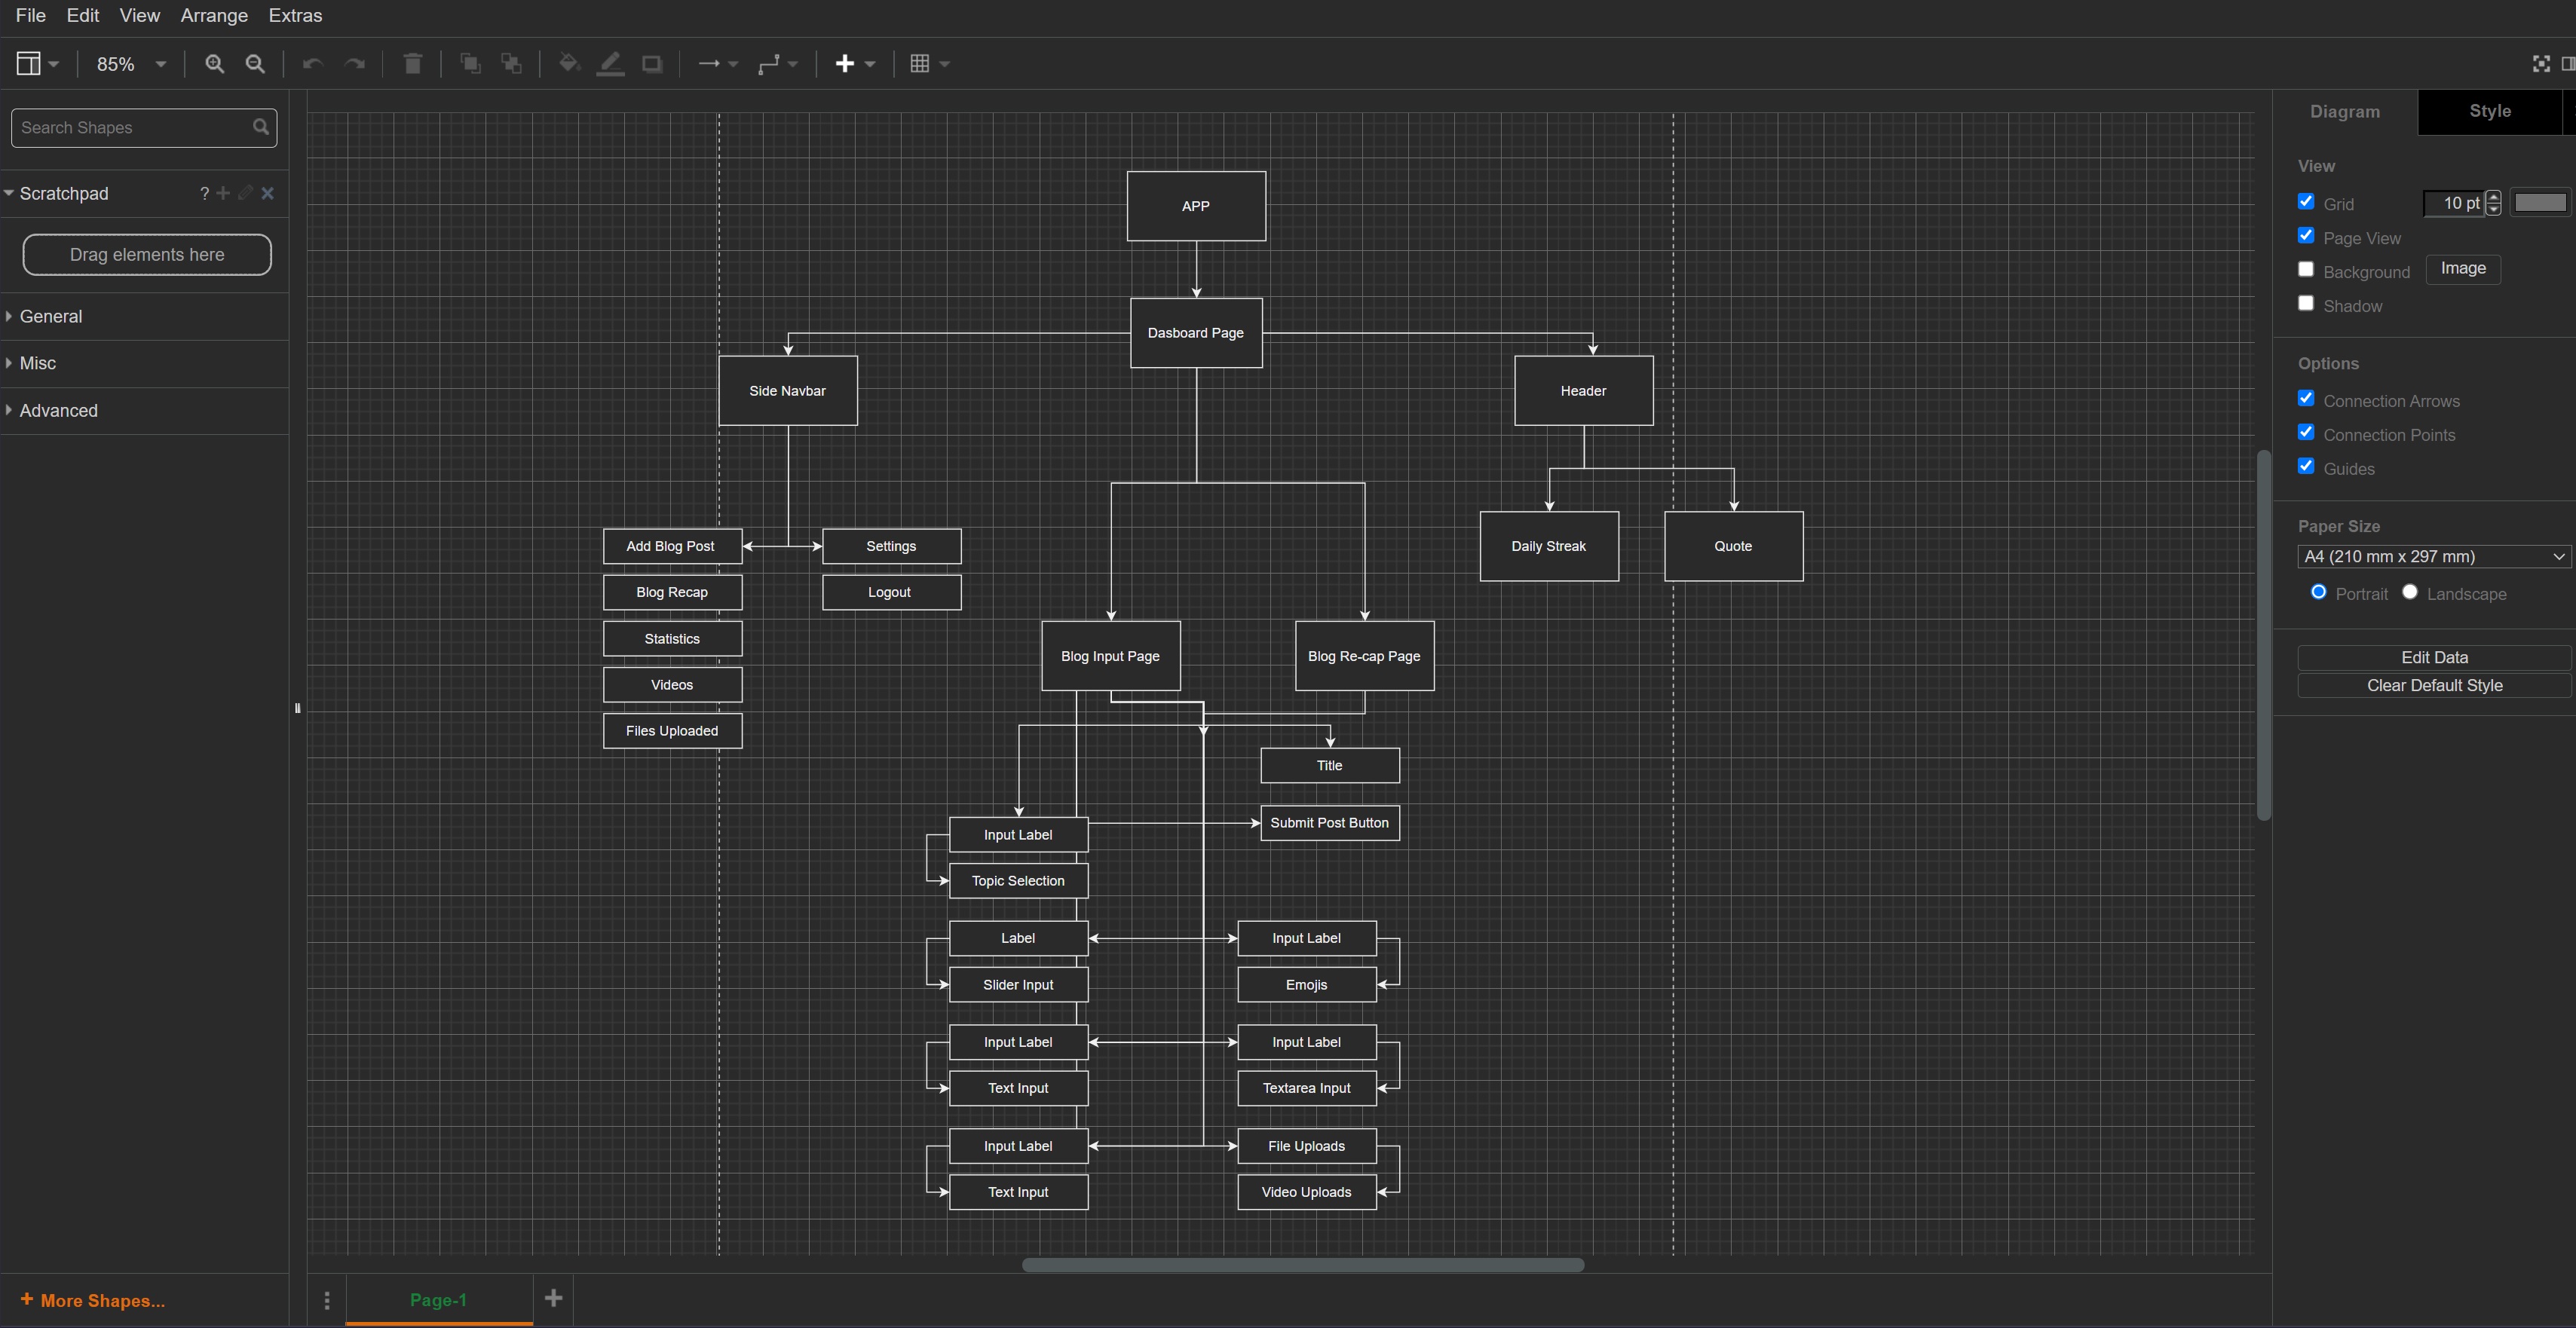 File Edit View Arrange Extras
85%
Search Shapes
Scratchpad
?
Drag elements here
General
Misc
Advanced
+ More Shapes...
APP
Dasboard Page
Side Navbar
Header
Add Blog Post
Settings
Daily Streak
Quote
Blog Recap
Logout
Statistics
Videos
Files Uploaded
Blog Input Page
Blog Re-cap Page
Title
Submit Post Button
Input Label
Topic Selection
Label
Input Label
Slider Input
Emojis
Input Label
Input Label
Text Input
Textarea Input
Input Label
File Uploads
Text Input
Video Uploads
Page-1
Diagram
Style
View
Grid
10 pt
Page View
Background
Image
Shadow
Options
Connection Arrows
Connection Points
Guides
Paper Size
A4 (210 mm x 297 mm)
Portrait
Landscape
Edit Data
Clear Default Style